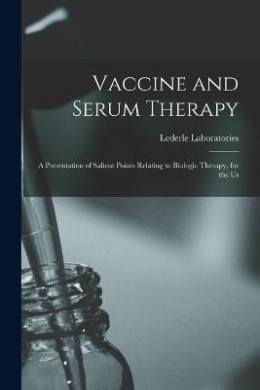 VACCINE AND
SERUM THERAPY
Lederle Laboratories
A Presentation of Salient Points Relating to Biologic Therapy, for
the Us